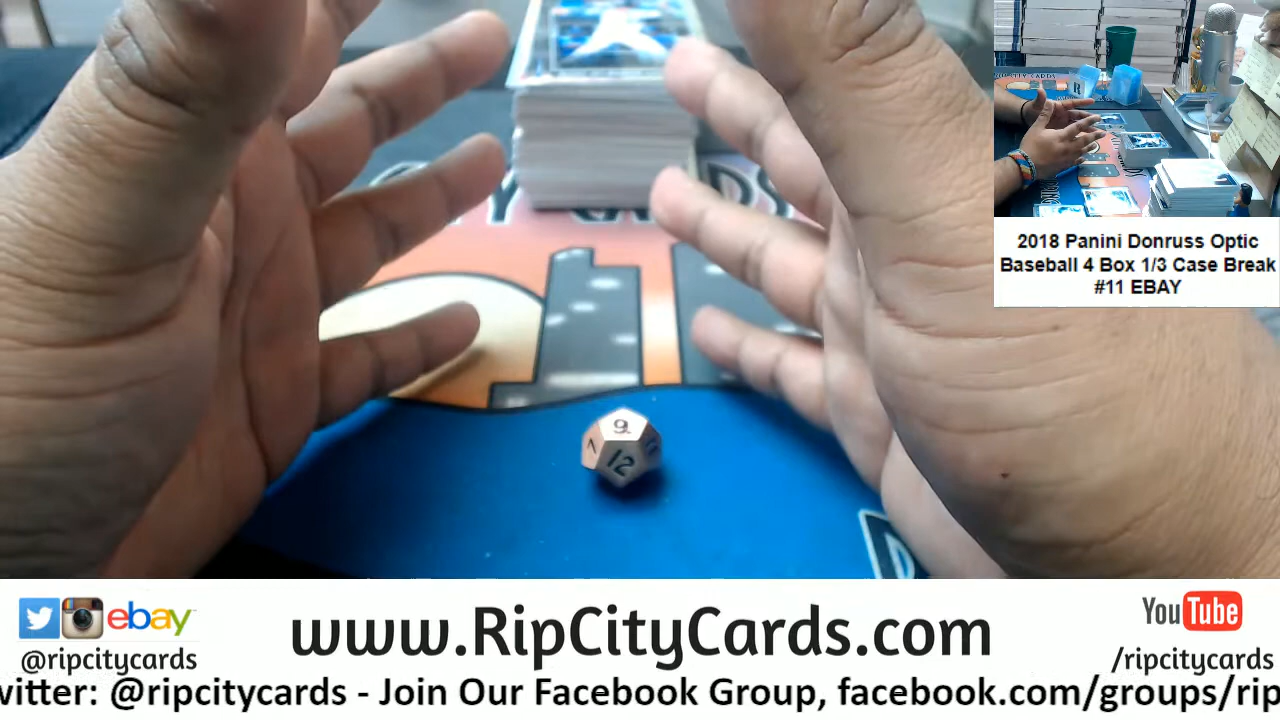 2018 Panini Donruss Optic
Baseball 4 Box 1/3 Case Break
#11 EBAY
9.
12
ebay
@ripcitycards
www.RipCityCards.com
YouTube
/ripcitycards
witter: @ripcitycards - Join Our Facebook Group, facebook.com/groups/rip